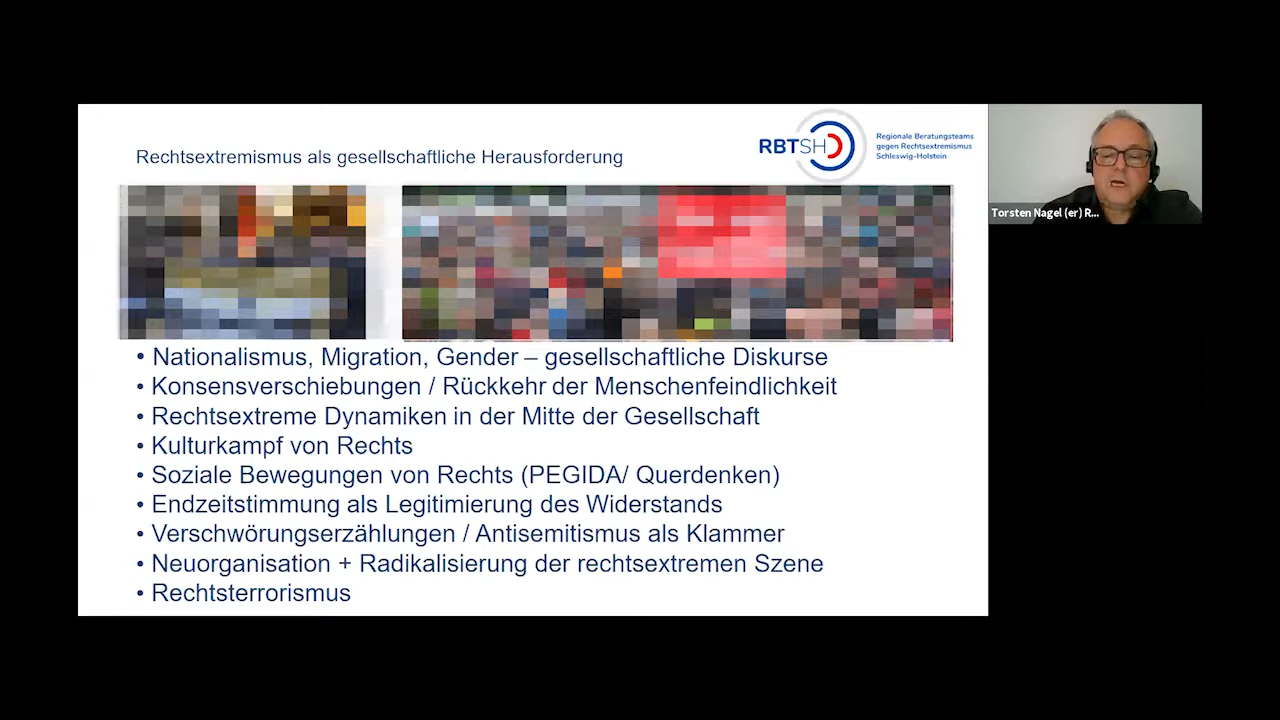 Rechtsextremismus als gesellschaftliche Herausforderung
RBTSH
Regionale Beratungsteams
gegen Rechtsextremismus
Schleswig-Holstein
Torsten Nagel (er) R...
• Nationalismus, Migration, Gender – gesellschaftliche Diskurse
• Konsensverschiebungen / Rückkehr der Menschenfeindlichkeit
• Rechtsextreme Dynamiken in der Mitte der Gesellschaft
• Kulturkampf von Rechts
• Soziale Bewegungen von Rechts (PEGIDA/ Querdenken)
• Endzeitstimmung als Legitimierung des Widerstands
• Verschwörungserzählungen / Antisemitismus als Klammer
• Neuorganisation + Radikalisierung der rechtsextremen Szene
• Rechtsterrorismus